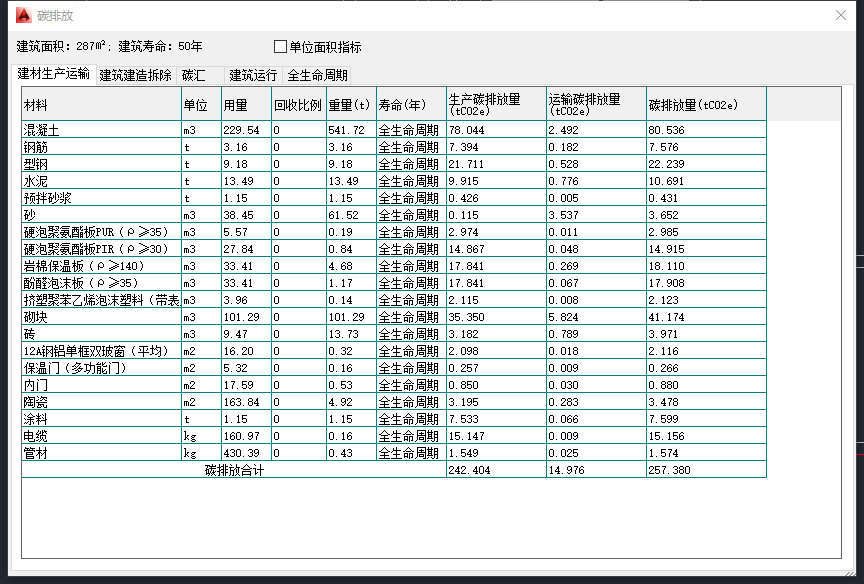 碳排放
建筑面积: 287m²; 建筑寿命: 50年 单位面积指标
建材生产运输 建筑建造拆除 碳汇 建筑运行 全生命周期
材料 单位 用量 回收比例 重量(t) 寿命(年) 生产碳排放量(tCO2e) 运输碳排放量(tCO2e) 碳排放量(tCO2e)
混凝土 m3 229.54 0 541.72 全生命周期 78.044 2.492 80.536
钢筋 t 3.16 0 3.16 全生命周期 7.394 0.182 7.576
型钢 t 9.18 0 9.18 全生命周期 21.711 0.528 22.239
水泥 t 13.49 0 13.49 全生命周期 9.915 0.776 10.691
预拌砂浆 t 1.15 0 1.15 全生命周期 0.426 0.005 0.431
砂 m3 38.45 0 61.52 全生命周期 0.115 3.537 3.652
硬泡聚氨酯板PUR（ρ≥35） m3 5.57 0 0.19 全生命周期 2.974 0.011 2.985
硬泡聚氨酯板PIR（ρ≥30） m3 27.84 0 0.84 全生命周期 14.867 0.048 14.915
岩棉保温板（ρ≥140） m3 33.41 0 4.68 全生命周期 17.841 0.269 18.110
酚醛泡沫板（ρ≥35） m3 33.41 0 1.17 全生命周期 17.841 0.067 17.908
挤塑聚苯乙烯泡沫塑料（带表 m3 3.96 0 0.14 全生命周期 2.115 0.008 2.123
砌块 m3 101.29 0 101.29 全生命周期 35.350 5.824 41.174
砖 m3 9.47 0 13.73 全生命周期 3.182 0.789 3.971
12A钢铝单框双玻窗（平均） m2 16.20 0 0.32 全生命周期 2.098 0.018 2.116
保温门（多功能门） m2 5.32 0 0.16 全生命周期 0.257 0.009 0.266
内门 m2 17.59 0 0.53 全生命周期 0.850 0.030 0.880
陶瓷 m2 163.84 0 4.92 全生命周期 3.195 0.283 3.478
涂料 t 1.15 0 1.15 全生命周期 7.533 0.066 7.599
电缆 kg 160.97 0 0.16 全生命周期 15.147 0.009 15.156
管材 kg 430.39 0 0.43 全生命周期 1.549 0.025 1.574
碳排放合计 242.404 14.976 257.380